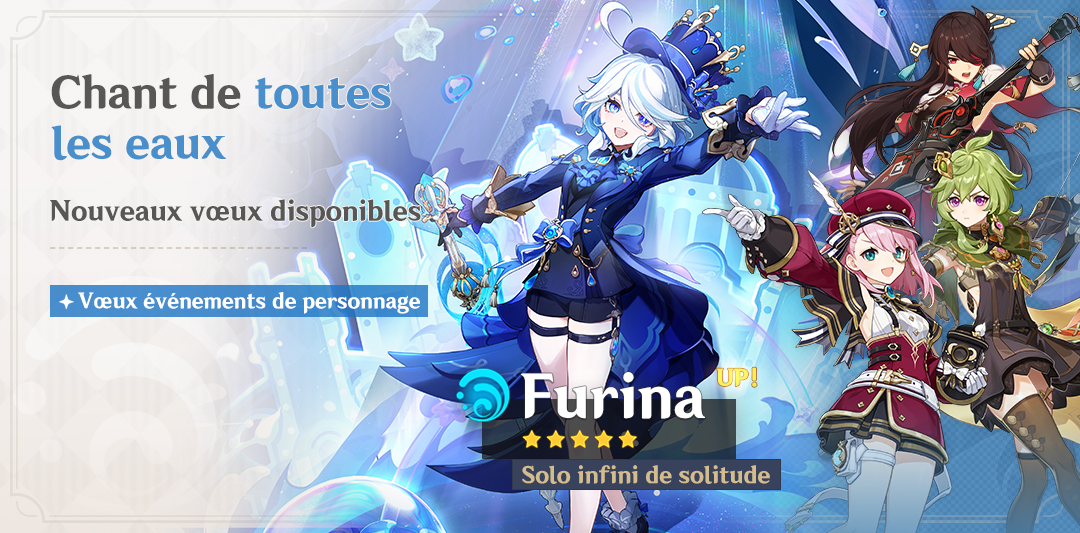 Chant de toutes
les eaux
Nouveaux vœux disponibles
Vœux événements de personnage
Furina UP!
Solo infini de solitude